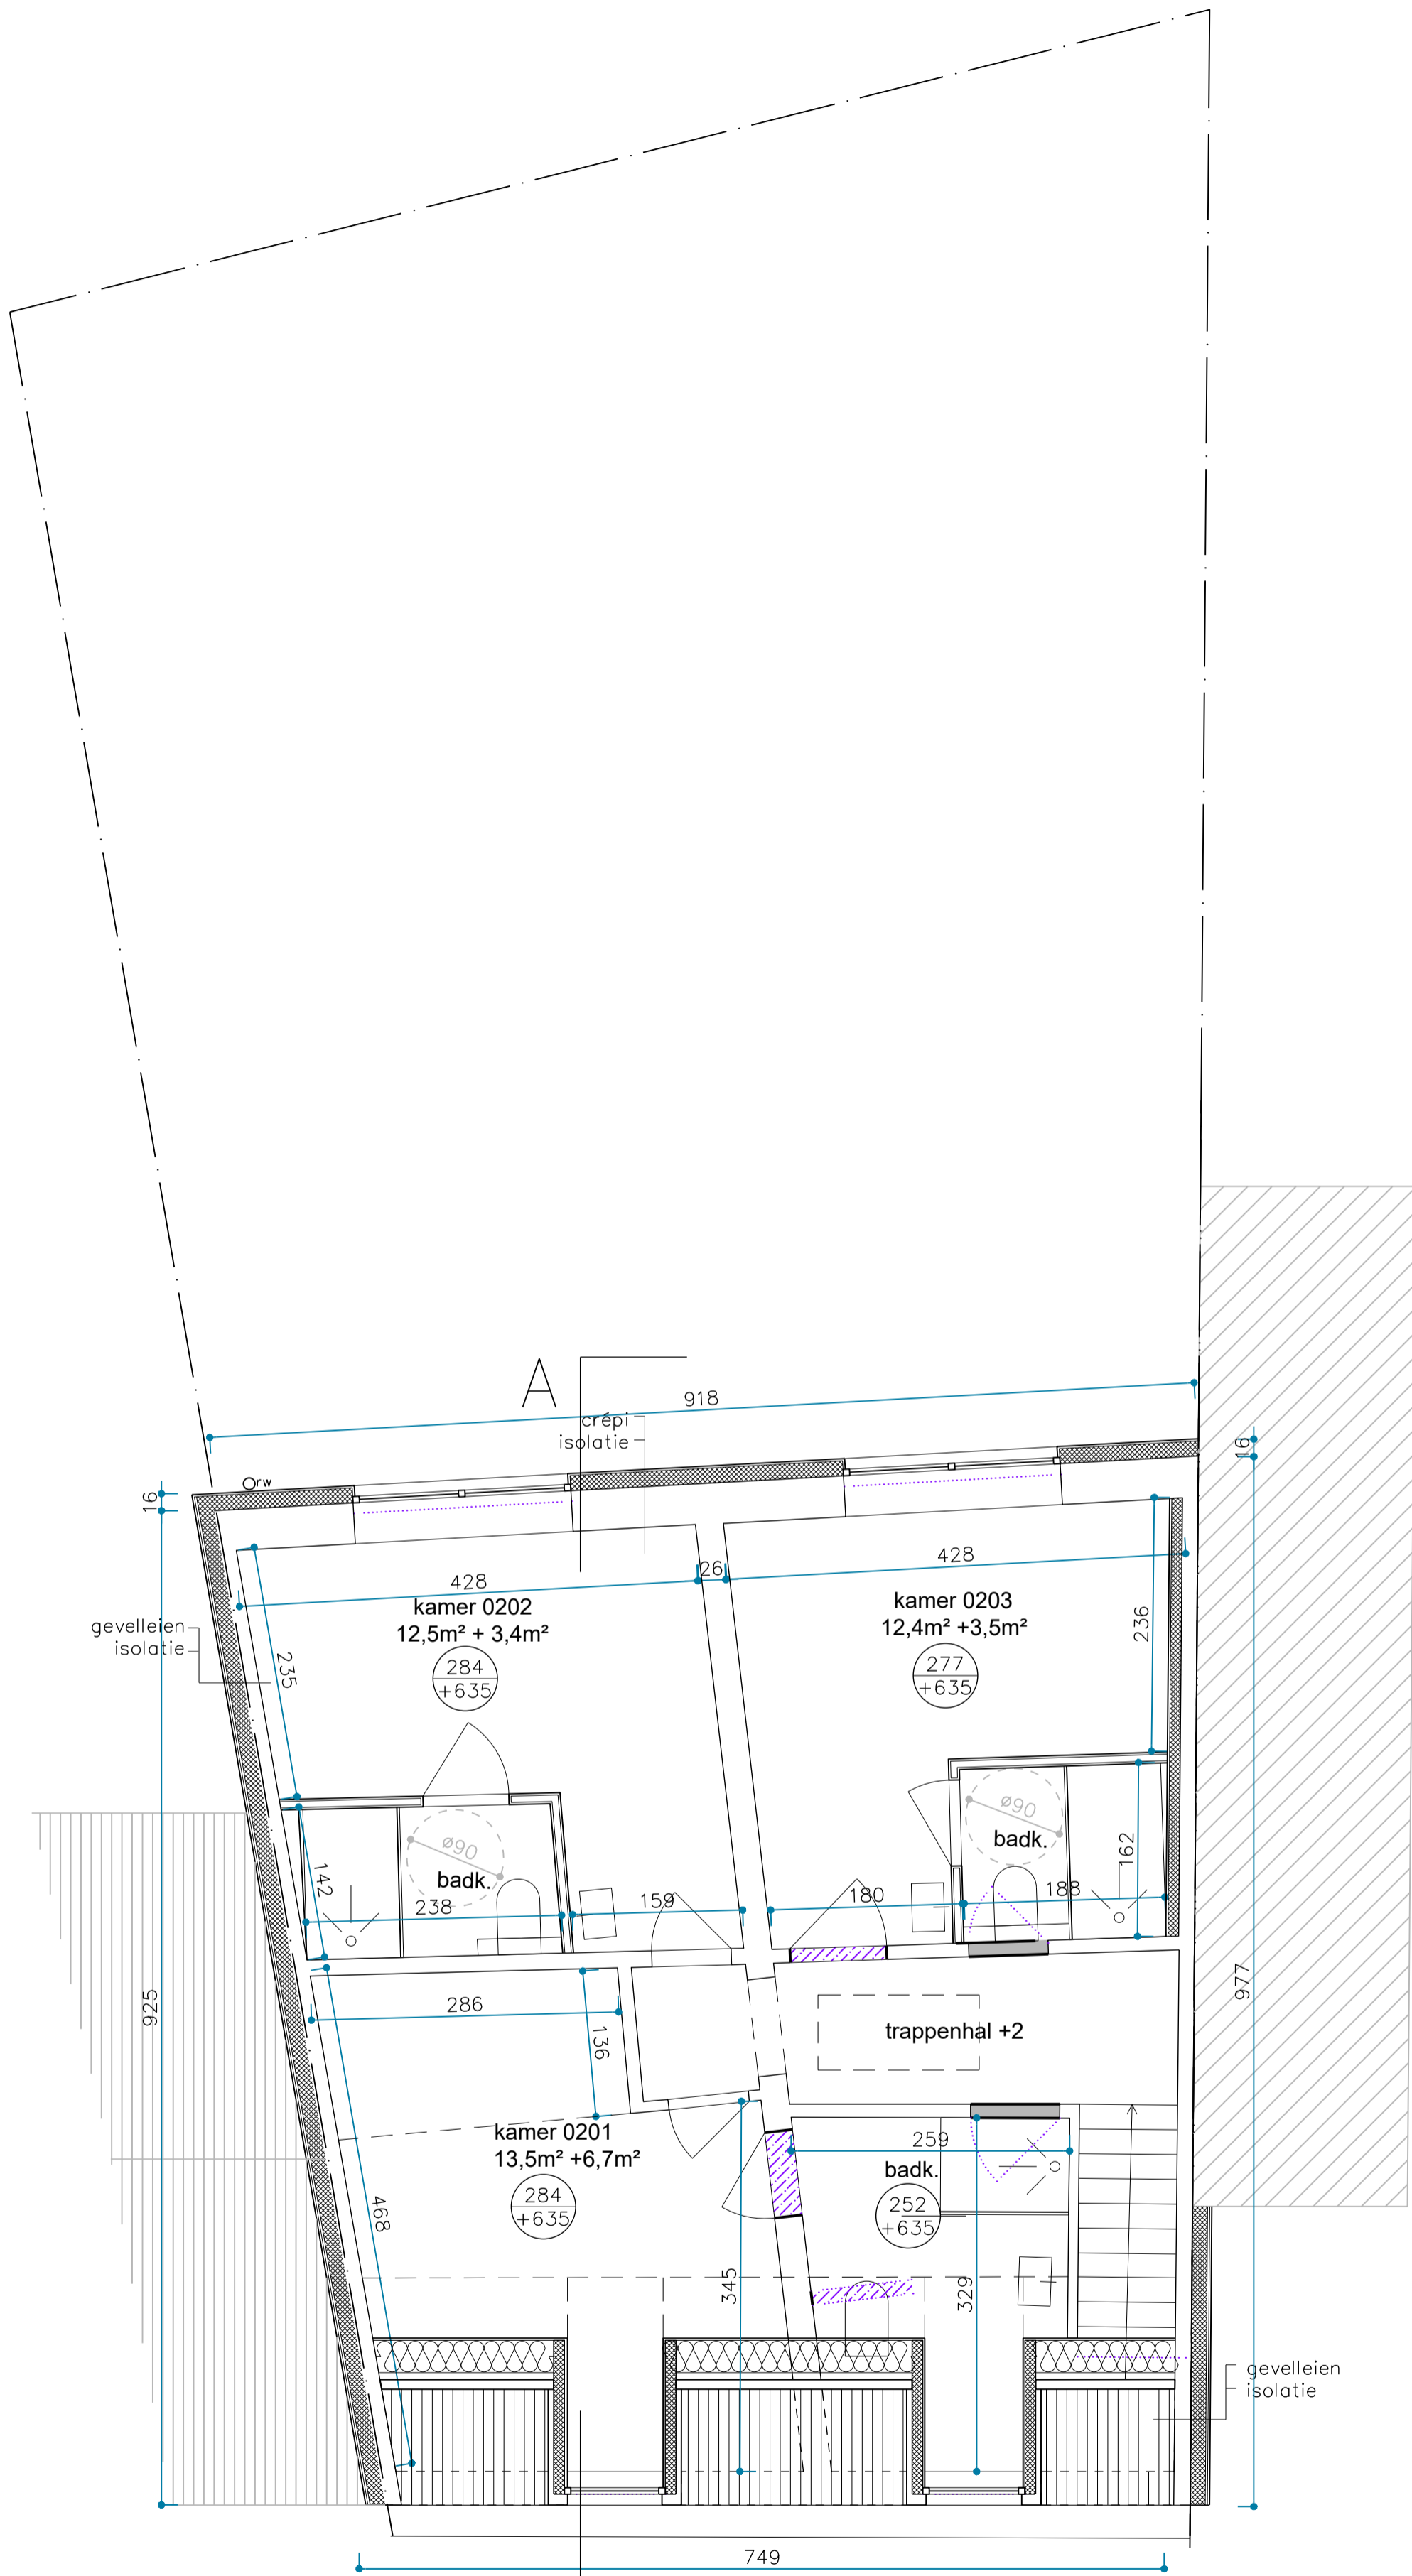 A
918
crépi
isolatie
16
rw
16
428
26
428
kamer 0202
12,5m² + 3,4m²
284
+635
kamer 0203
12,4m² +3,5m²
277
+635
236
gevelleien
isolatie
235
ø90
badk.
142
238
159
ø90
badk.
162
180
188
925
977
286
136
trappenhal +2
kamer 0201
13,5m² +6,7m²
284
+635
468
259
badk.
252
+635
345
329
gevelleien
isolatie
749